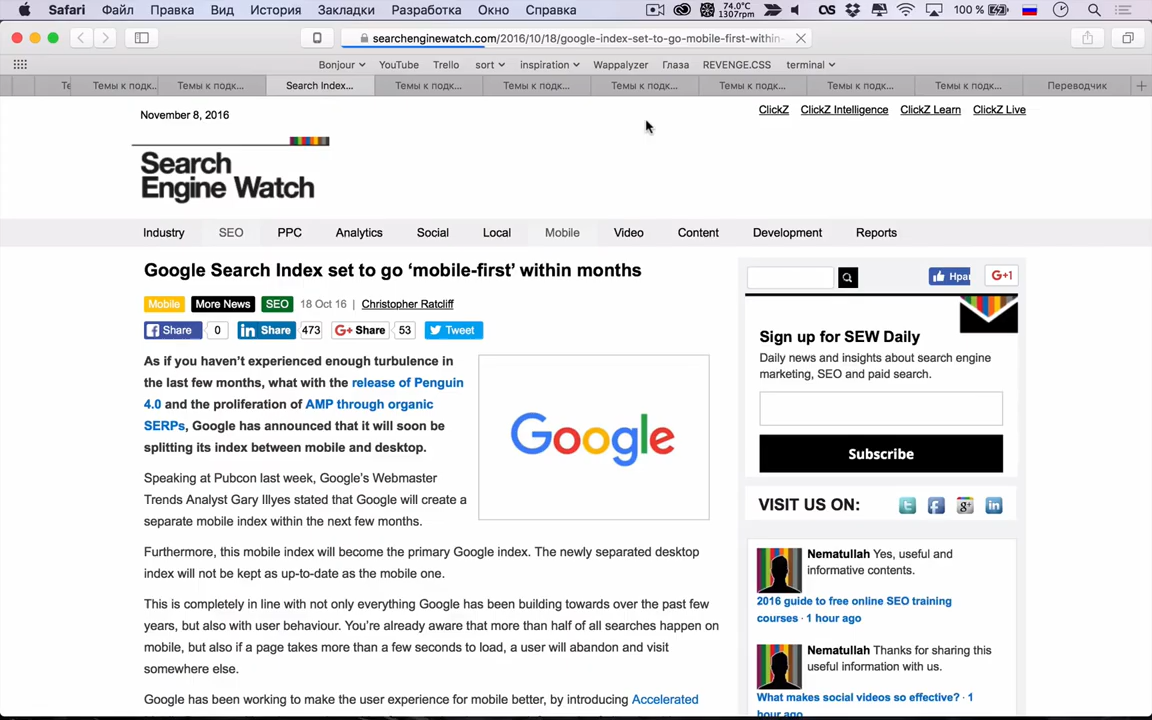 Safari Файл Правка Вид История Закладки Разработка Окно Справка 74.0°C 1307rpm 100 %
searchenginewatch.com/2016/10/18/google-index-set-to-go-mobile-first-within-
Bonjour YouTube Trello sort inspiration Wappalyzer Глаза REVENGE.CSS terminal
Те Темы к подк... Темы к подк... Search Index... Темы к подк... Темы к подк... Темы к подк... Темы к подк... Темы к подк... Темы к подк... Переводчик
November 8, 2016 ClickZ ClickZ Intelligence ClickZ Learn ClickZ Live
Search
Engine Watch
Industry SEO PPC Analytics Social Local Mobile Video Content Development Reports
Google Search Index set to go ‘mobile-first’ within months
Mobile More News SEO 18 Oct 16 | Christopher Ratcliff
Share 0 in Share 473 G+ Share 53 Tweet
As if you haven’t experienced enough turbulence in
the last few months, what with the release of Penguin
4.0 and the proliferation of AMP through organic
SERPs, Google has announced that it will soon be
splitting its index between mobile and desktop.
Google
Speaking at Pubcon last week, Google’s Webmaster
Trends Analyst Gary Illyes stated that Google will create a
separate mobile index within the next few months.
Furthermore, this mobile index will become the primary Google index. The newly separated desktop
index will not be kept as up-to-date as the mobile one.
This is completely in line with not only everything Google has been building towards over the past few
years, but also with user behaviour. You’re already aware that more than half of all searches happen on
mobile, but also if a page takes more than a few seconds to load, a user will abandon and visit
somewhere else.
Google has been working to make the user experience for mobile better, by introducing Accelerated
Нра G+1
Sign up for SEW Daily
Daily news and insights about search engine
marketing, SEO and paid search.
Subscribe
VISIT US ON:
Nematullah Yes, useful and
informative contents.
2016 guide to free online SEO training
courses · 1 hour ago
Nematullah Thanks for sharing this
useful information with us.
What makes social videos so effective? · 1
hour ago